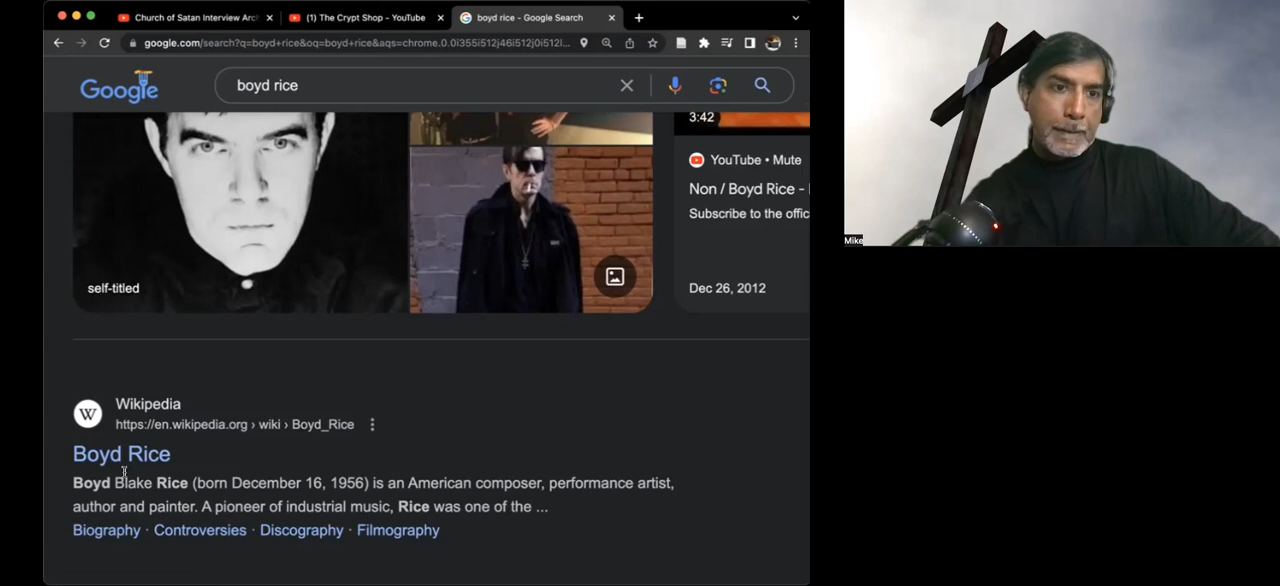 Church of Satan Interview Arc
(1) The Crypt Shop - YouTube
boyd rice - Google Search
google.com/search?q=boyd+rice&oq=boyd+rice&aqs=chrome.0.0i355i512j46i512j0i512l...
Google
boyd rice
3:42
YouTube • Mute
Non / Boyd Rice -
Subscribe to the offic
self-titled
Dec 26, 2012
Mike
W
Wikipedia
https://en.wikipedia.org › wiki › Boyd_Rice
Boyd Rice
Boyd Blake Rice (born December 16, 1956) is an American composer, performance artist,
author and painter. A pioneer of industrial music, Rice was one of the ...
Biography · Controversies · Discography · Filmography